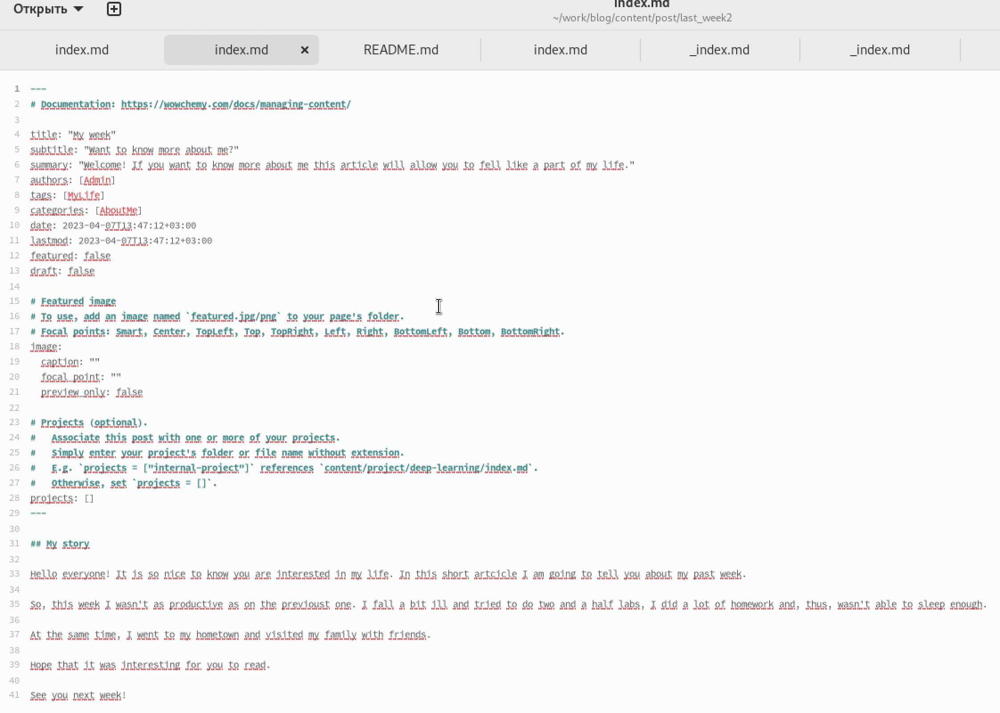 Открыть
index.md
~/work/blog/content/post/last_week2
index.md index.md README.md index.md _index.md _index.md
1 ---
2 # Documentation: https://wowchemy.com/docs/managing-content/
3
4 title: "My week"
5 subtitle: "Want to know more about me?"
6 summary: "Welcome! If you want to know more about me this article will allow you to fell like a part of my life."
7 authors: [Admin]
8 tags: [MyLife]
9 categories: [AboutMe]
10 date: 2023-04-07T13:47:12+03:00
11 lastmod: 2023-04-07T13:47:12+03:00
12 featured: false
13 draft: false
14
15 # Featured image
16 # To use, add an image named `featured.jpg/png` to your page's folder.
17 # Focal points: Smart, Center, TopLeft, Top, TopRight, Left, Right, BottomLeft, Bottom, BottomRight.
18 image:
19   caption: ""
20   focal_point: ""
21   preview_only: false
22
23 # Projects (optional).
24 #   Associate this post with one or more of your projects.
25 #   Simply enter your project's folder or file name without extension.
26 #   E.g. `projects = ["internal-project"]` references `content/project/deep-learning/index.md`.
27 #   Otherwise, set `projects = []`.
28 projects: []
29 ---
30
31 ## My story
32
33 Hello everyone! It is so nice to know you are interested in my life. In this short artcicle I am going to tell you about my past week.
34
35 So, this week I wasn't as productive as on the previoust one. I fall a bit ill and tried to do two and a half labs, I did a lot of homework and, thus, wasn't able to sleep enough.
36
37 At the same time, I went to my hometown and visited my family with friends.
38
39 Hope that it was interesting for you to read.
40
41 See you next week!